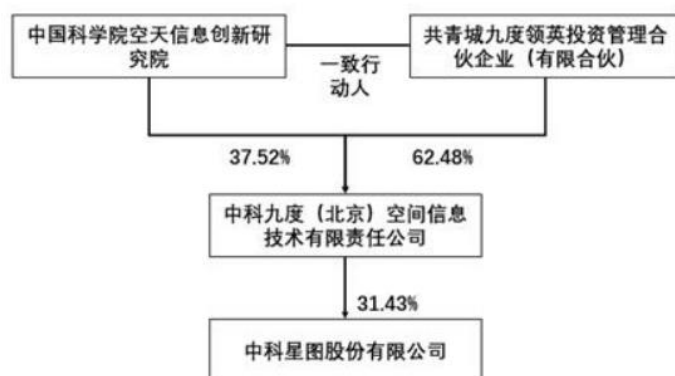 中国科学院空天信息创新研
究院
共青城九度领英投资管理合
伙企业（有限合伙）
一致行
动人
37.52%
62.48%
中科九度（北京）空间信息
技术有限责任公司
31.43%
中科星图股份有限公司